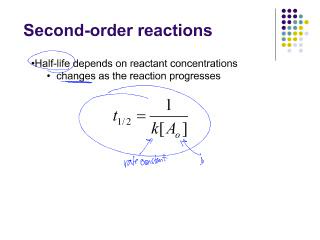 Second-order reactions
•Half-life depends on reactant concentrations
• changes as the reaction progresses
t1/2 = 1 / k[Ao]
rate constant